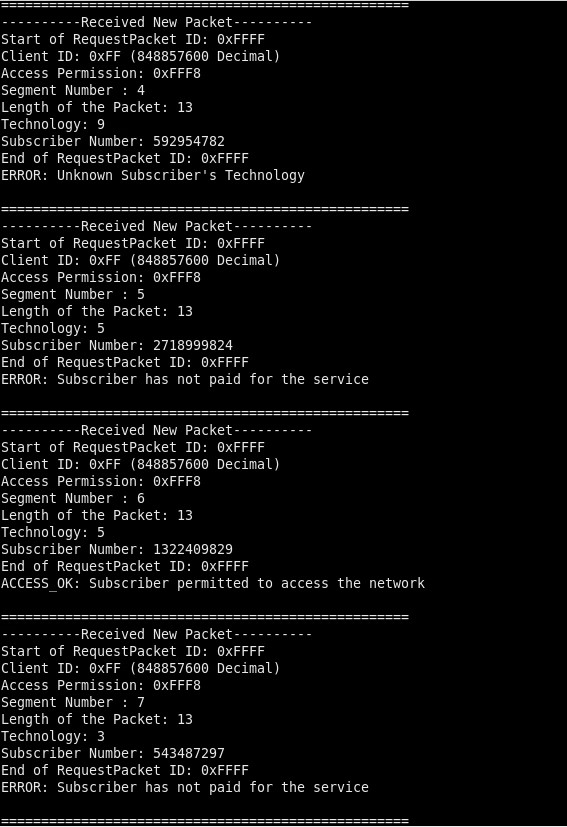 ===================================================
----------Received New Packet----------
Start of RequestPacket ID: 0xFFFF
Client ID: 0xFF (848857600 Decimal)
Access Permission: 0xFFF8
Segment Number : 4
Length of the Packet: 13
Technology: 9
Subscriber Number: 592954782
End of RequestPacket ID: 0xFFFF
ERROR: Unknown Subscriber's Technology

===================================================
----------Received New Packet----------
Start of RequestPacket ID: 0xFFFF
Client ID: 0xFF (848857600 Decimal)
Access Permission: 0xFFF8
Segment Number : 5
Length of the Packet: 13
Technology: 5
Subscriber Number: 2718999824
End of RequestPacket ID: 0xFFFF
ERROR: Subscriber has not paid for the service

===================================================
----------Received New Packet----------
Start of RequestPacket ID: 0xFFFF
Client ID: 0xFF (848857600 Decimal)
Access Permission: 0xFFF8
Segment Number : 6
Length of the Packet: 13
Technology: 5
Subscriber Number: 1322409829
End of RequestPacket ID: 0xFFFF
ACCESS_OK: Subscriber permitted to access the network

===================================================
----------Received New Packet----------
Start of RequestPacket ID: 0xFFFF
Client ID: 0xFF (848857600 Decimal)
Access Permission: 0xFFF8
Segment Number : 7
Length of the Packet: 13
Technology: 3
Subscriber Number: 543487297
End of RequestPacket ID: 0xFFFF
ERROR: Subscriber has not paid for the service

===================================================